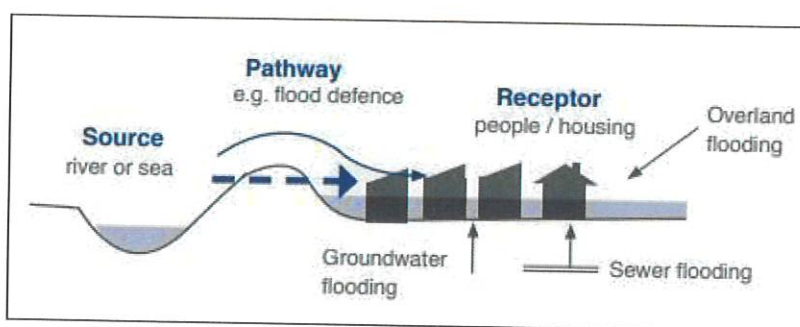 Pathway
e.g. flood defence
Source
river or sea
Receptor
people / housing
Overland
flooding
Groundwater
flooding
Sewer flooding